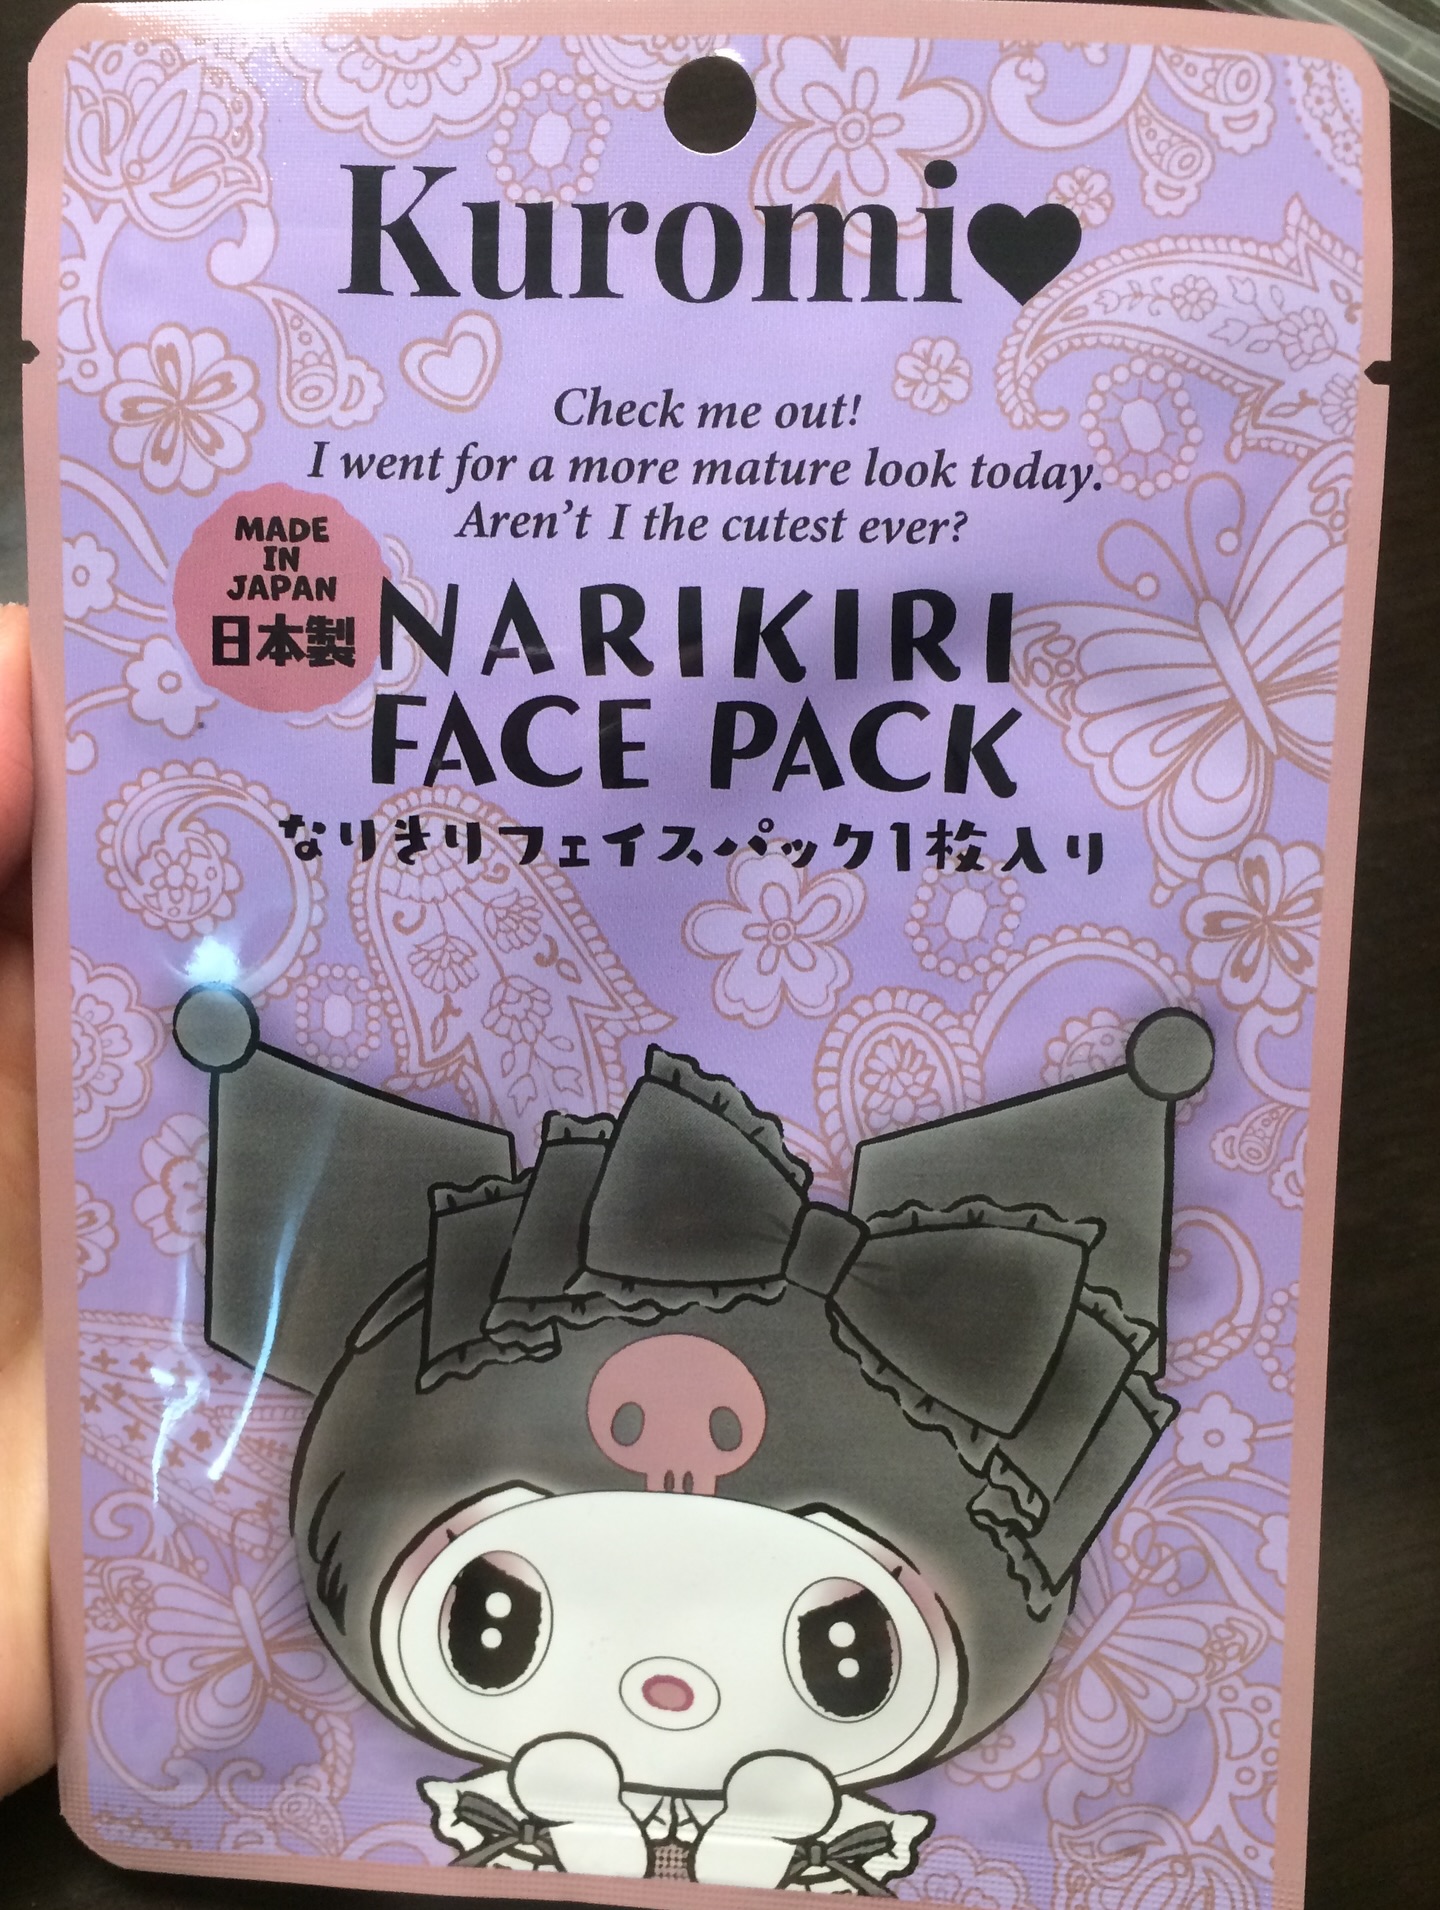 Kuromi♥
Check me out!
I went for a more mature look today.
Aren't I the cutest ever?
MADE
IN
JAPAN
日本製
NARIKIRI
FACE PACK
なりきりフェイスパック1枚入り